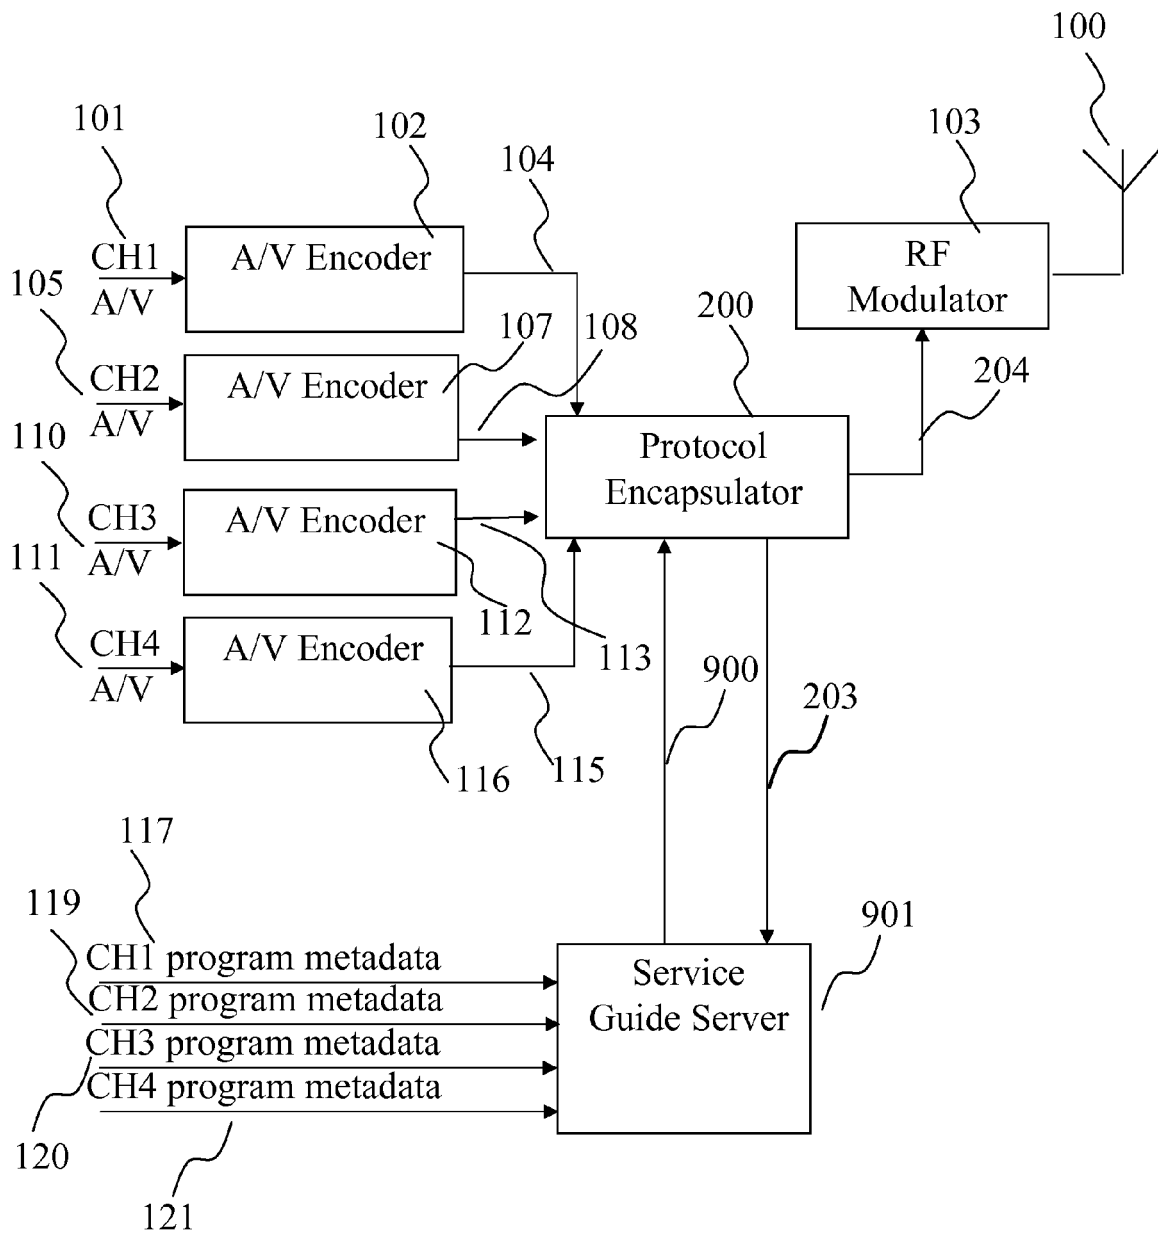 100
101
102
103
104
CH1
A/V
A/V Encoder
RF
Modulator
105
107
108
200
204
CH2
A/V
A/V Encoder
110
Protocol
Encapsulator
CH3
A/V
A/V Encoder
111
112
113
CH4
A/V
A/V Encoder
900
203
116
115
117
119
901
CH1 program metadata
CH2 program metadata
CH3 program metadata
CH4 program metadata
Service
Guide Server
120
121